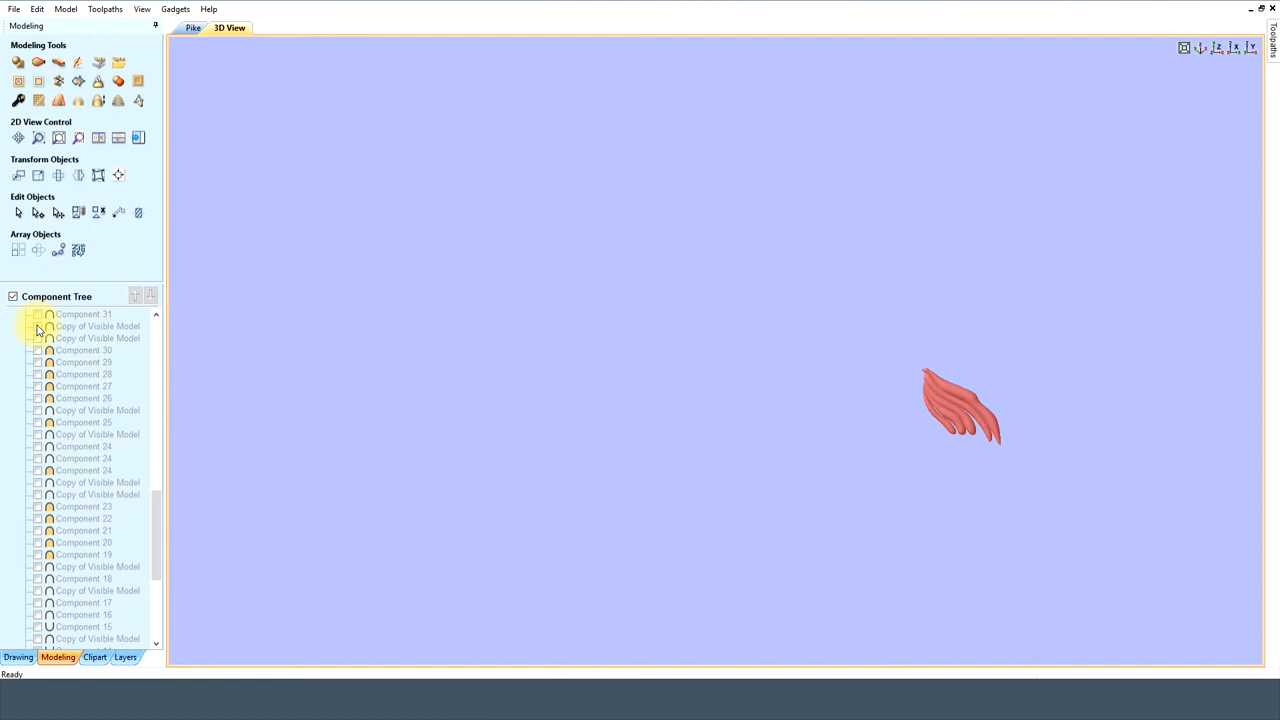 File Edit Model Toolpaths View Gadgets Help
Modeling
Pike 3D View
Toolpaths
Modeling Tools
Z X Y
2D View Control
Transform Objects
Edit Objects
Array Objects
Component Tree
Component 31
Copy of Visible Model
Copy of Visible Model
Component 30
Component 29
Component 28
Component 27
Component 26
Copy of Visible Model
Component 25
Copy of Visible Model
Component 24
Component 24
Component 24
Copy of Visible Model
Copy of Visible Model
Component 23
Component 22
Component 21
Component 20
Component 19
Copy of Visible Model
Component 18
Copy of Visible Model
Component 17
Component 16
Component 15
Copy of Visible Model
Drawing Modeling Clipart Layers
Ready